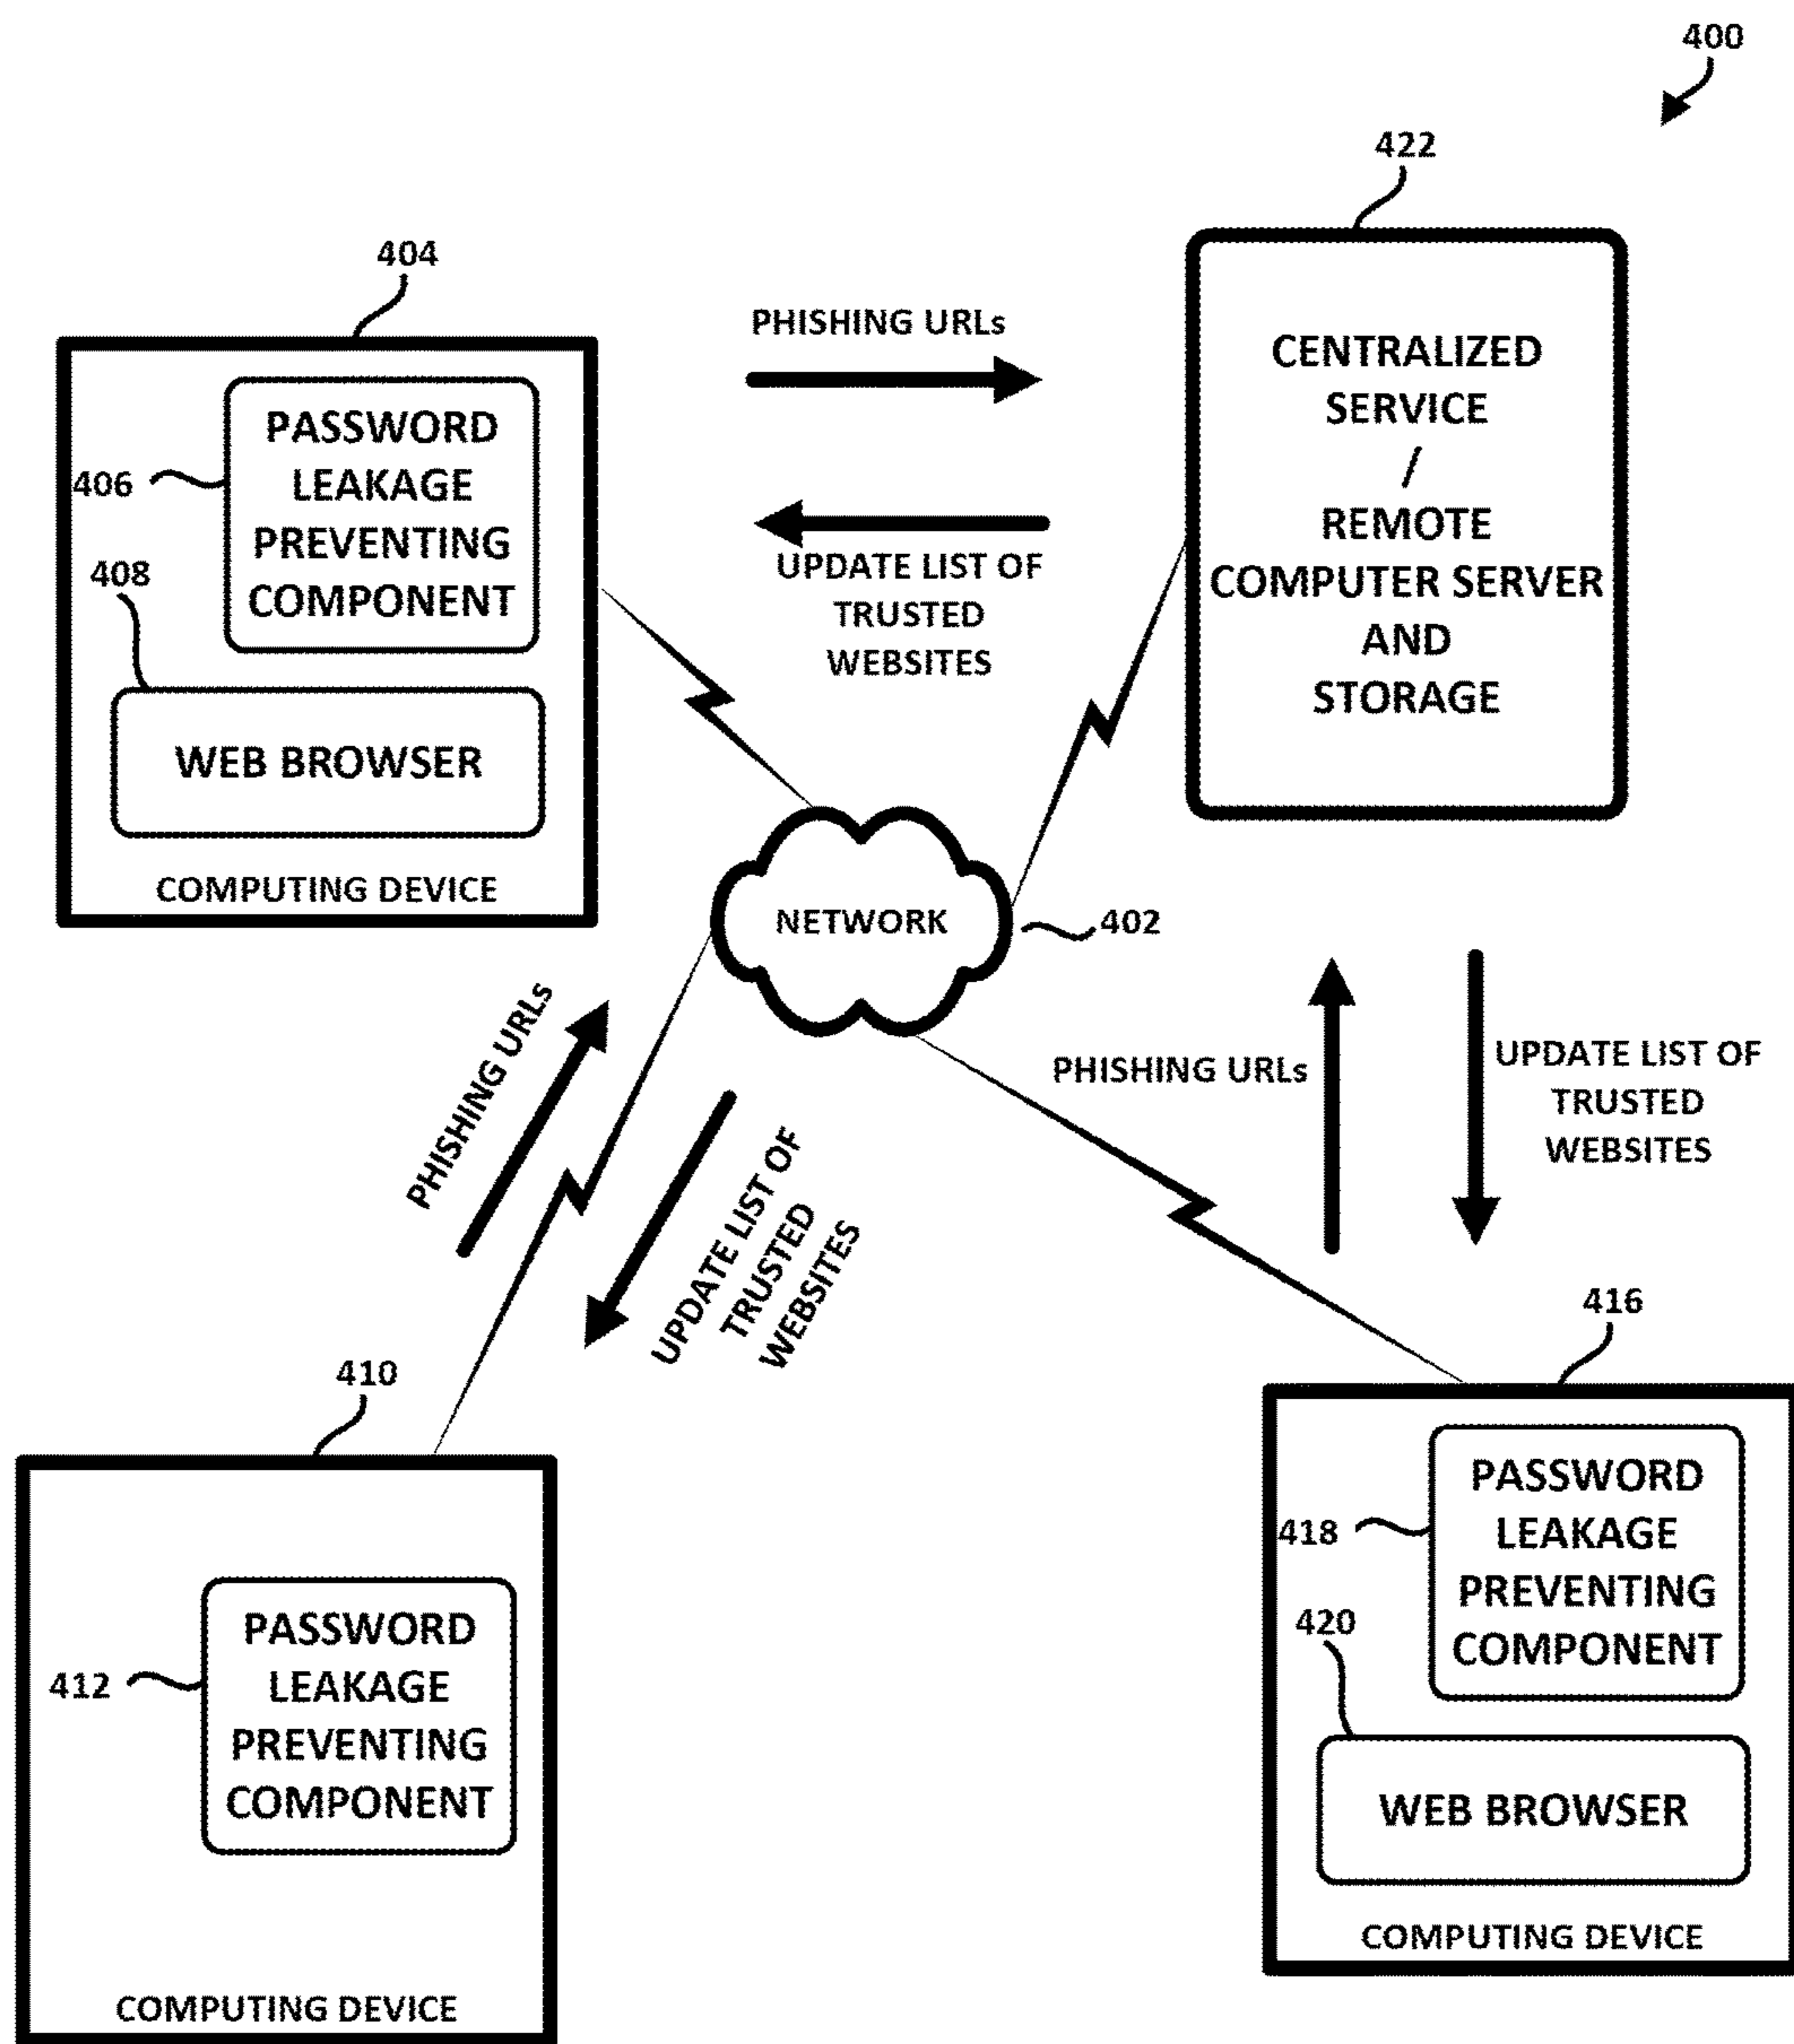 400
422
404
PHISHING URLs
CENTRALIZED
SERVICE
/
REMOTE
COMPUTER SERVER
AND
STORAGE
PASSWORD
LEAKAGE
PREVENTING
COMPONENT
406
408
UPDATE LIST OF
TRUSTED
WEBSITES
WEB BROWSER
COMPUTING DEVICE
NETWORK
402
PHISHING URLs
UPDATE LIST OF
TRUSTED
WEBSITES
PHISHING URLs
UPDATE LIST OF
TRUSTED
WEBSITES
410
PASSWORD
LEAKAGE
PREVENTING
COMPONENT
412
COMPUTING DEVICE
416
PASSWORD
LEAKAGE
PREVENTING
COMPONENT
418
420
WEB BROWSER
COMPUTING DEVICE